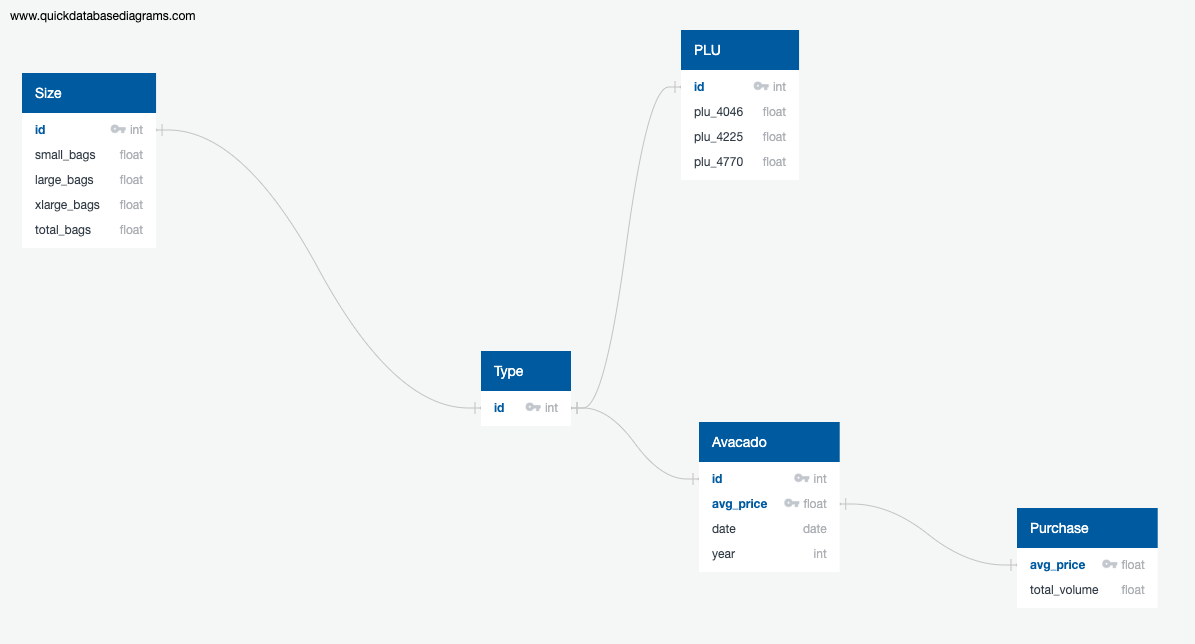 www.quickdatabasediagrams.com
Size
id int
small_bags float
large_bags float
xlarge_bags float
total_bags float
PLU
id int
plu_4046 float
plu_4225 float
plu_4770 float
Type
id int
Avacado
id int
avg_price float
date date
year int
Purchase
avg_price float
total_volume float